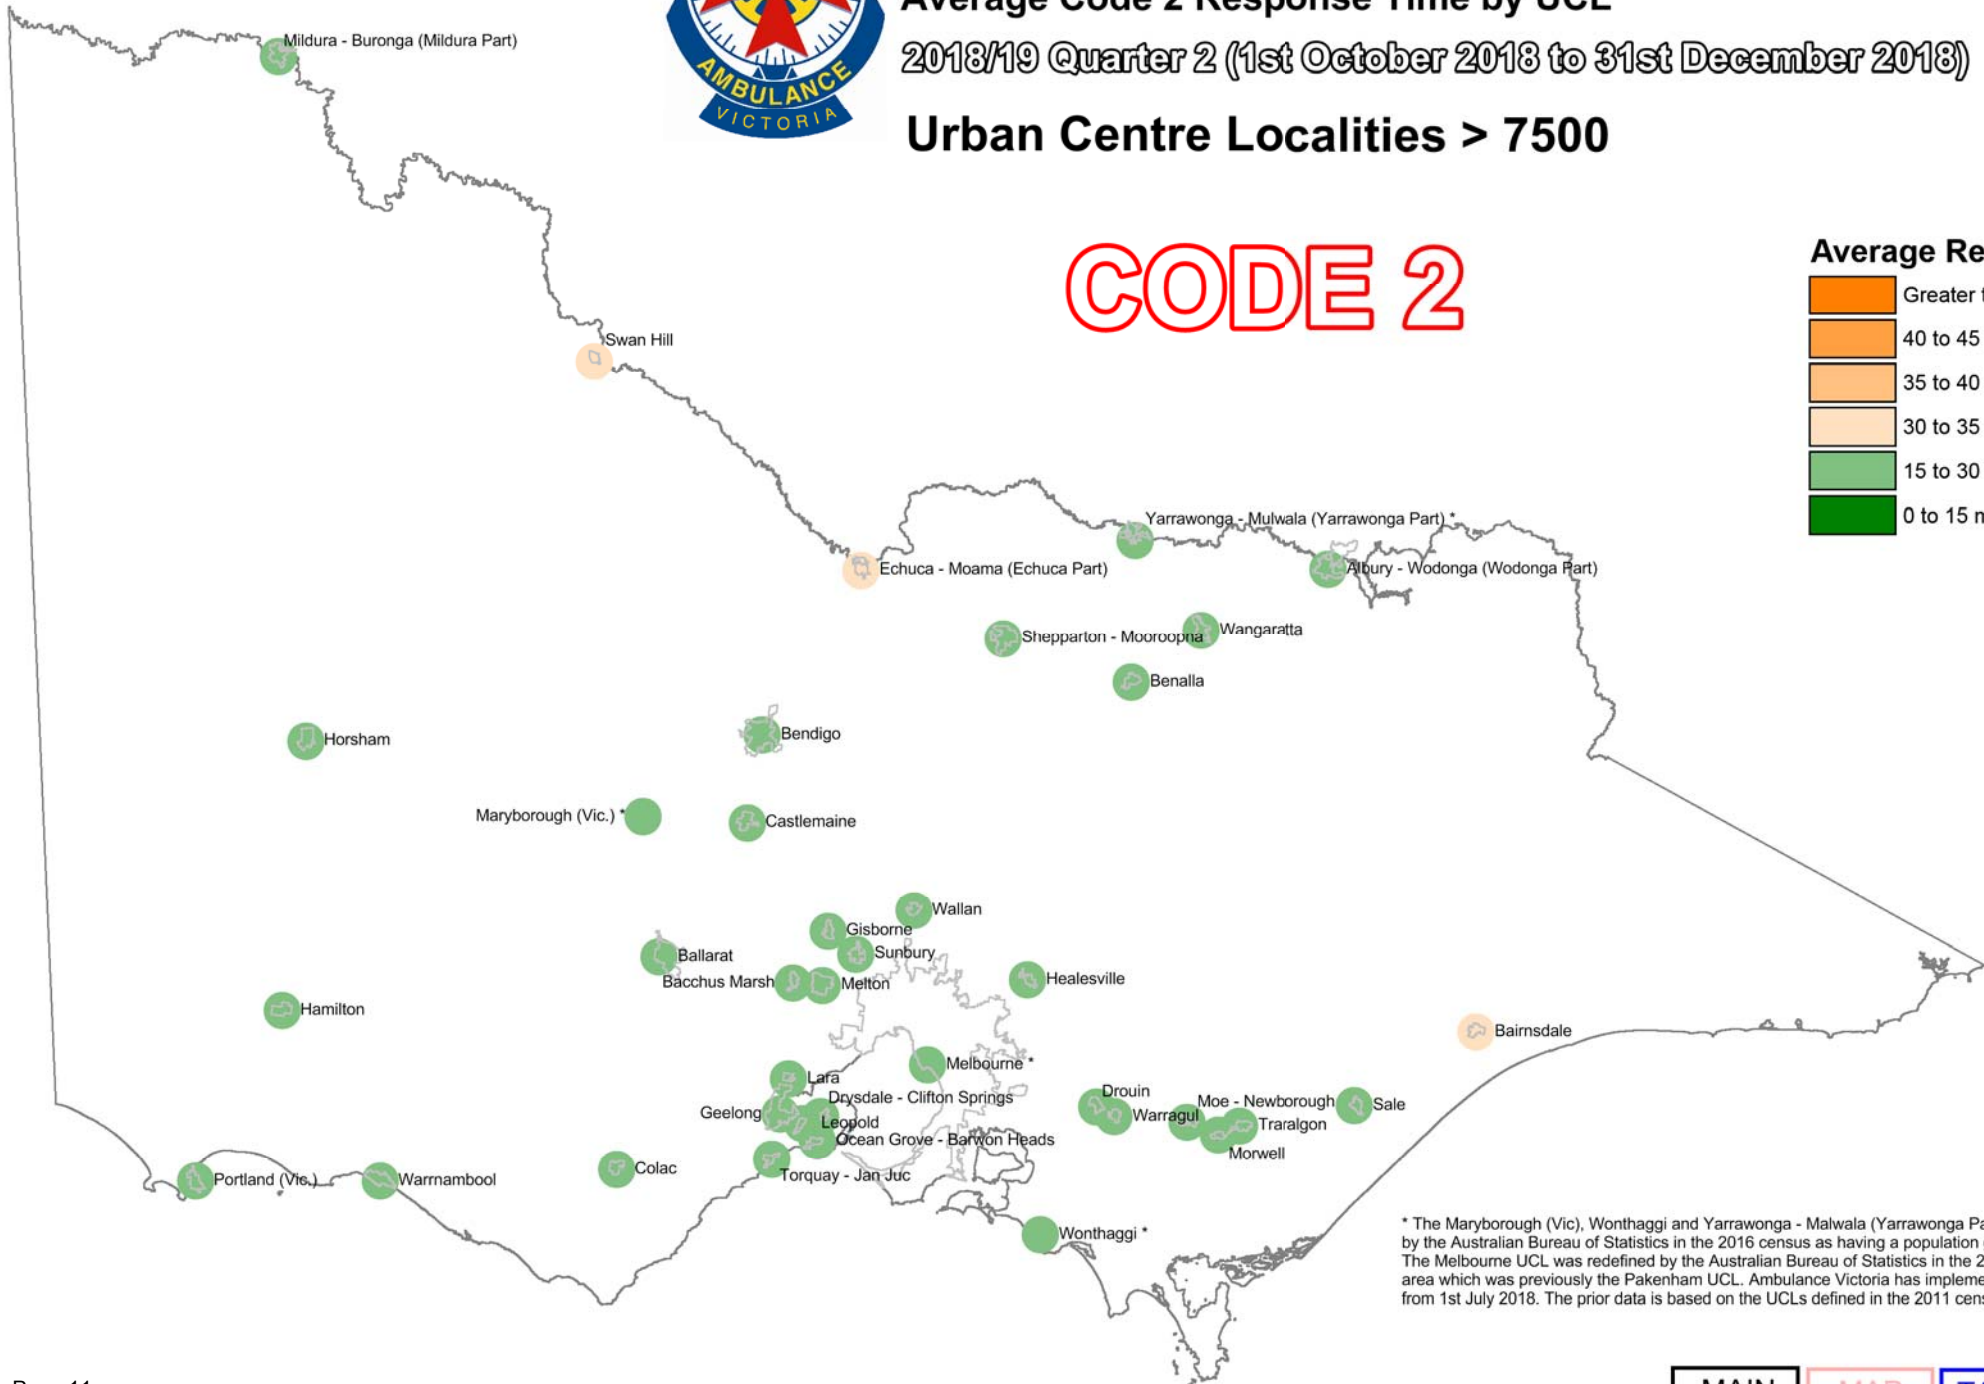 Average Code 2 Response Time by UCL
2018/19 Quarter 2 (1st October 2018 to 31st December 2018)
Urban Centre Localities > 7500
AMBULANCE
VICTORIA
CODE 2
Average Re
Greater
40 to 45
35 to 40
30 to 35
15 to 30
0 to 15
Mildura - Buronga (Mildura Part)
Swan Hill
Echuca - Moama (Echuca Part)
Yarrawonga - Mulwala (Yarrawonga Part) *
Albury - Wodonga (Wodonga Part)
Shepparton - Mooroopna
Wangaratta
Benalla
Horsham
Bendigo
Maryborough (Vic.) *
Castlemaine
Wallan
Gisborne
Sunbury
Ballarat
Bacchus Marsh
Melton
Healesville
Hamilton
Bairnsdale
Melbourne *
Lara
Drysdale - Clifton Springs
Geelong
Leopold
Ocean Grove - Barwon Heads
Torquay - Jan Juc
Drouin
Warragul
Moe - Newborough
Traralgon
Morwell
Sale
Portland (Vic.)
Warrnambool
Colac
Wonthaggi *
* The Maryborough (Vic), Wonthaggi and Yarrawonga - Malwala (Yarrawonga Pa
by the Australian Bureau of Statistics in the 2016 census as having a population
The Melbourne UCL was redefined by the Australian Bureau of Statistics in the 2
area which was previously the Pakenham UCL. Ambulance Victoria has impleme
from 1st July 2018. The prior data is based on the UCLs defined in the 2011 cens
MAIN
MAP